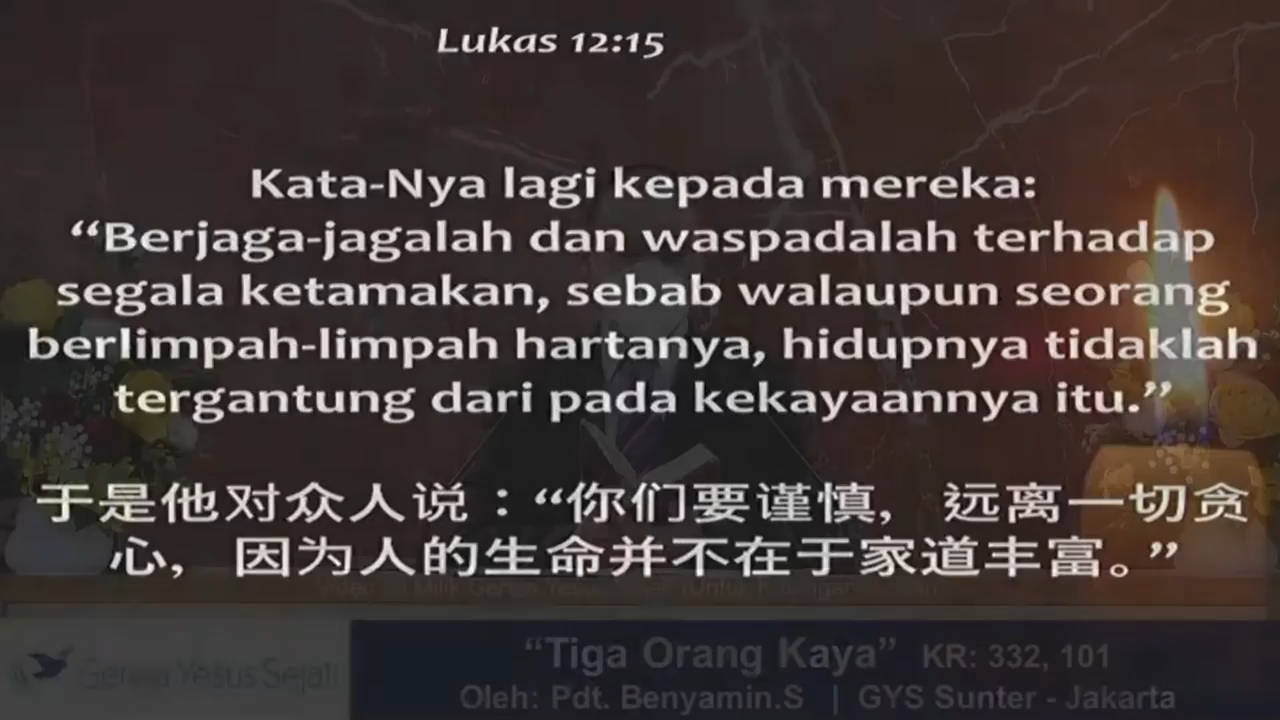 Lukas 12:15
Kata-Nya lagi kepada mereka:
“Berjaga-jagalah dan waspadalah terhadap
segala ketamakan, sebab walaupun seorang
berlimpah-limpah hartanya, hidupnya tidaklah
tergantung dari pada kekayaannya itu.”
于是他对众人说：“你们要谨慎, 远离一切贪
心, 因为人的生命并不在于家道丰富。”
Gereja Yesus Sejati
“Tiga Orang Kaya” KR: 332, 101
Oleh: Pdt. Benyamin.S | GYS Sunter - Jakarta